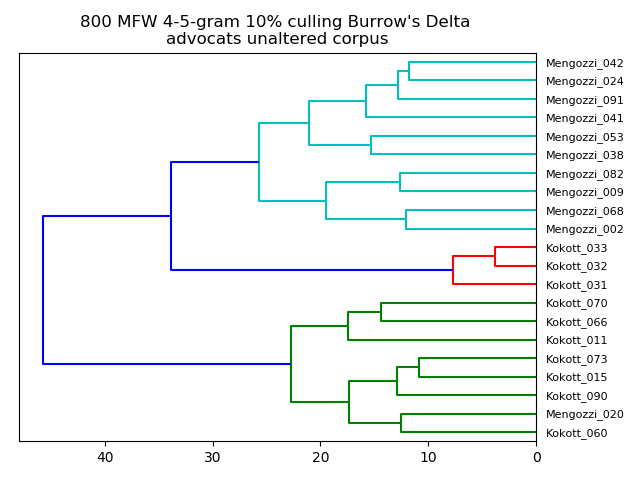 800 MFW 4-5-gram 10% culling Burrow's Delta
advocats unaltered corpus
Mengozzi_042
Mengozzi_024
Mengozzi_091
Mengozzi_041
Mengozzi_053
Mengozzi_038
Mengozzi_082
Mengozzi_009
Mengozzi_068
Mengozzi_002
Kokott_033
Kokott_032
Kokott_031
Kokott_070
Kokott_066
Kokott_011
Kokott_073
Kokott_015
Kokott_090
Mengozzi_020
Kokott_060
40 30 20 10 0